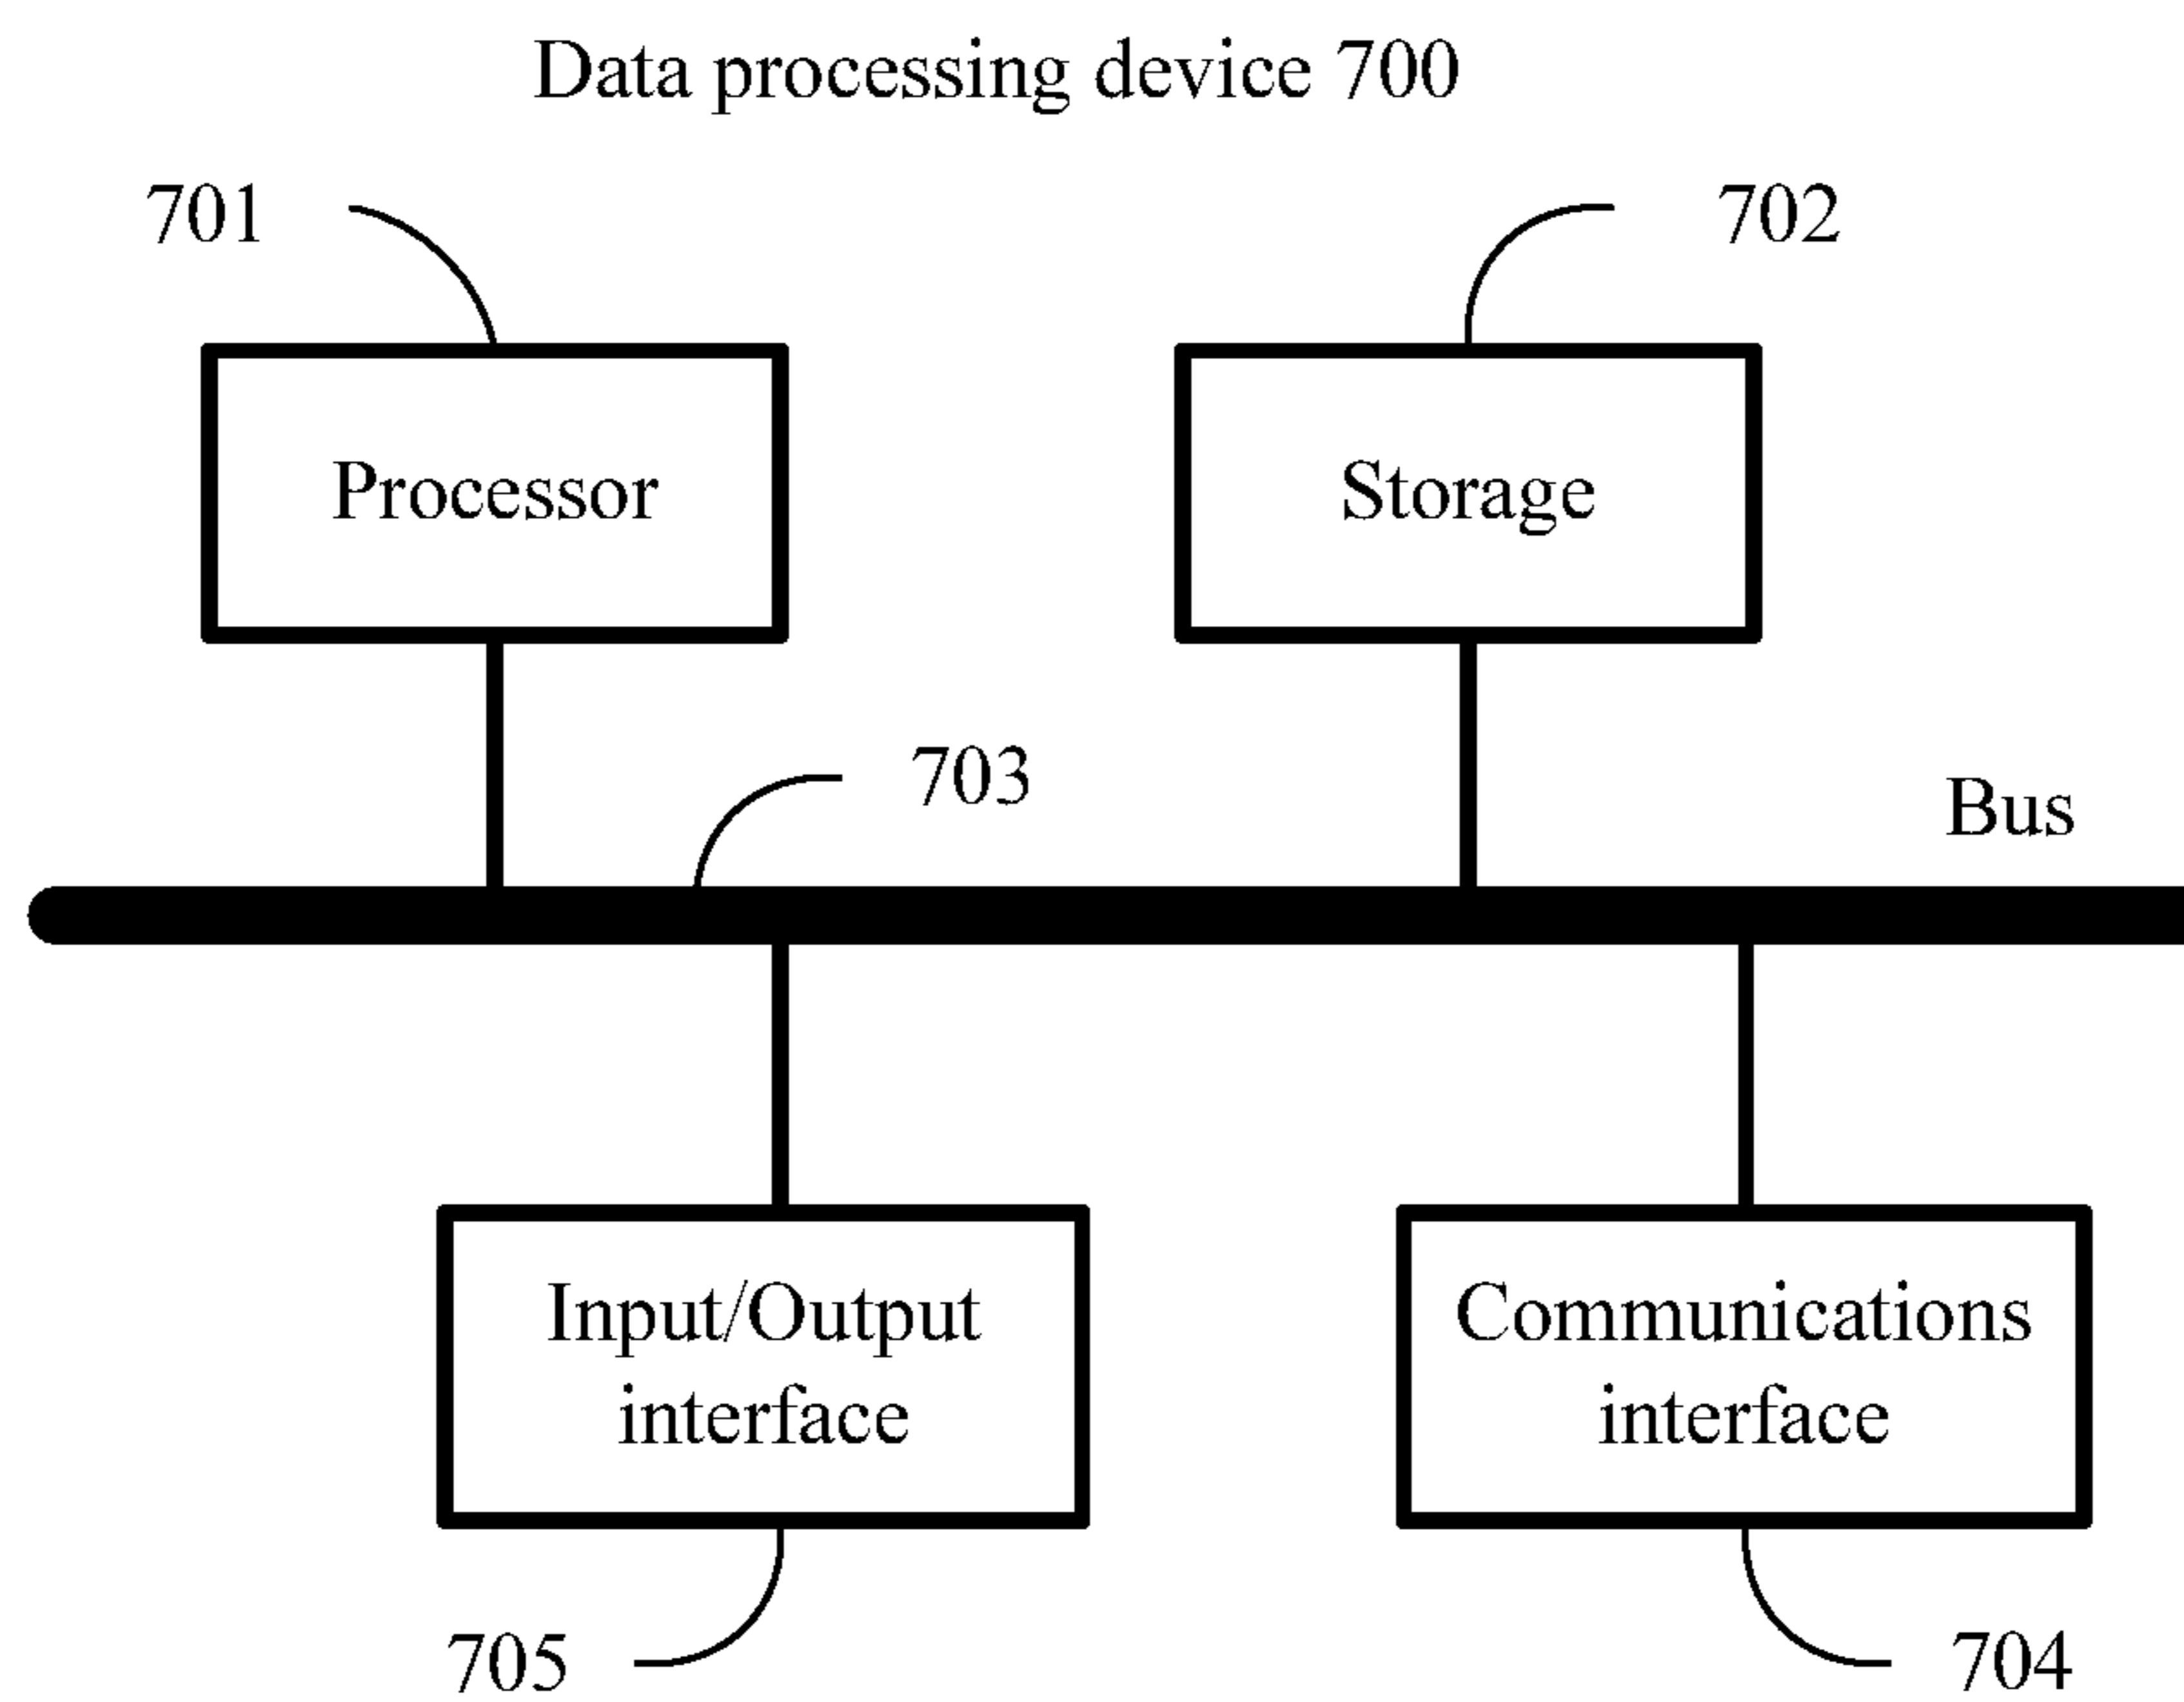 Data processing device 700
701
702
Processor
Storage
703
Bus
Input/Output
interface
Communications
interface
705
704